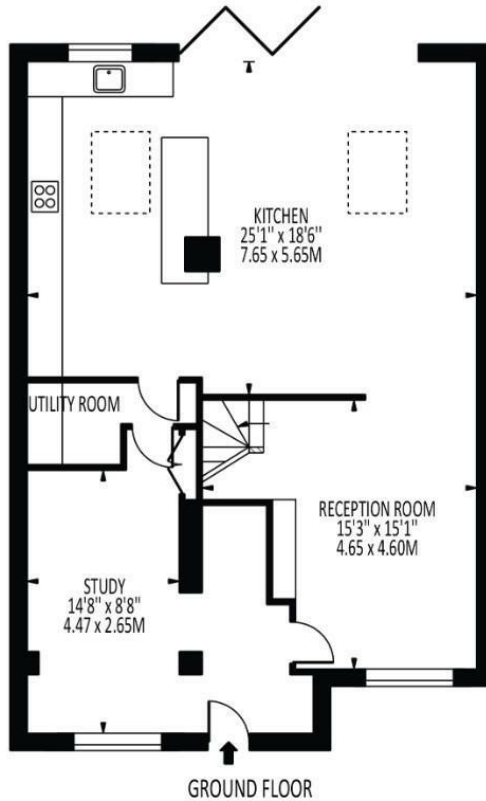 KITCHEN
25'1" x 18'6"
7.65 x 5.65M
UTILITY ROOM
RECEPTION ROOM
15'3" x 15'1"
4.65 x 4.60M
STUDY
14'8" x 8'8"
4.47 x 2.65M
GROUND FLOOR